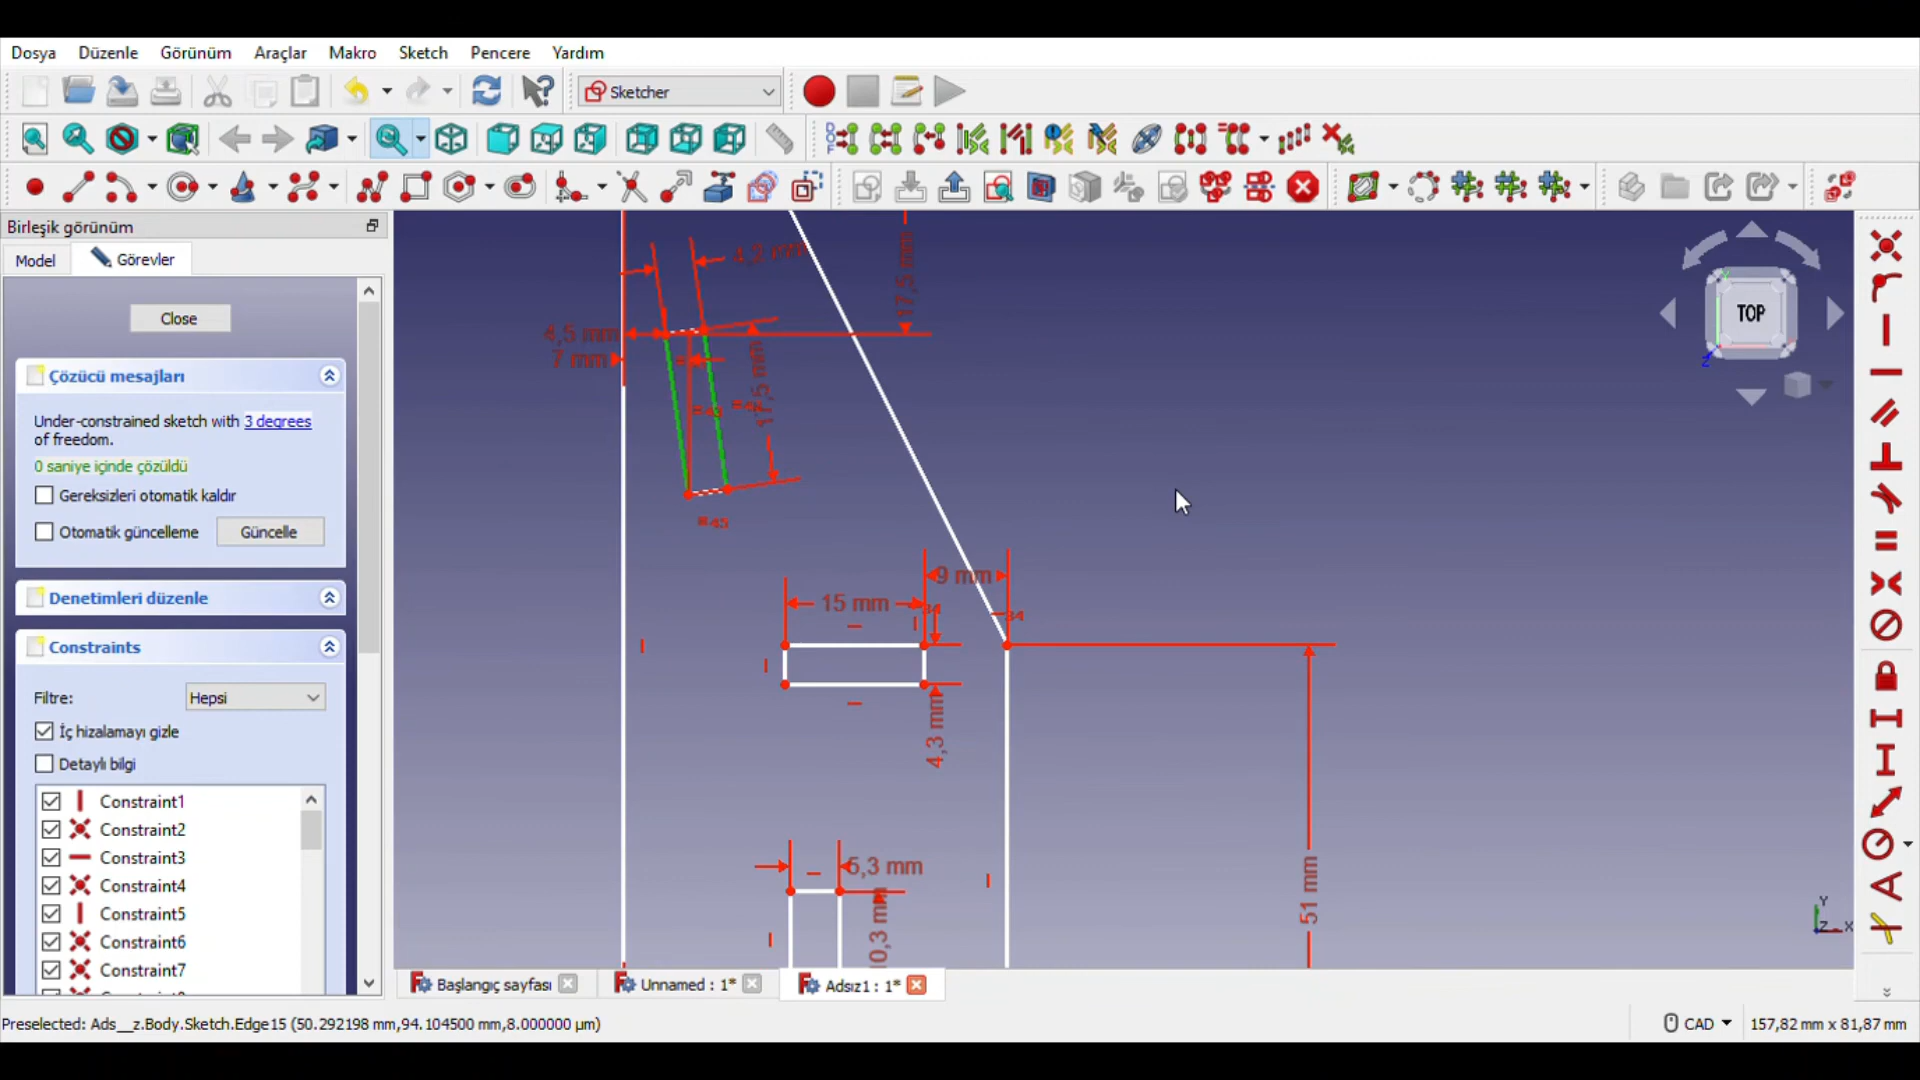 Dosya Düzenle Görünüm Araçlar Makro Sketch Pencere Yardım
Sketcher
Birleşik görünüm
Model Görevler
Close
Çözücü mesajları
Under-constrained sketch with 3 degrees
of freedom.
0 saniye içinde çözüldü
Gereksizleri otomatik kaldır
Otomatik güncelleme Güncelle
Denetimleri düzenle
Constraints
Filtre: Hepsi
İç hizalamayı gizle
Detaylı bilgi
Constraint1
Constraint2
Constraint3
Constraint4
Constraint5
Constraint6
Constraint7
17,5 mm
4,5 mm
7 mm
17,5 mm
9 mm
15 mm
4,3 mm
5,3 mm
51 mm
TOP
Y
Z
X
Başlangıç sayfası Unnamed : 1* Adsız1 : 1*
Preselected: Ads__z.Body.Sketch.Edge15 (50.292198 mm,94.104500 mm,8.000000 µm)
CAD 157,82 mm x 81,87 mm